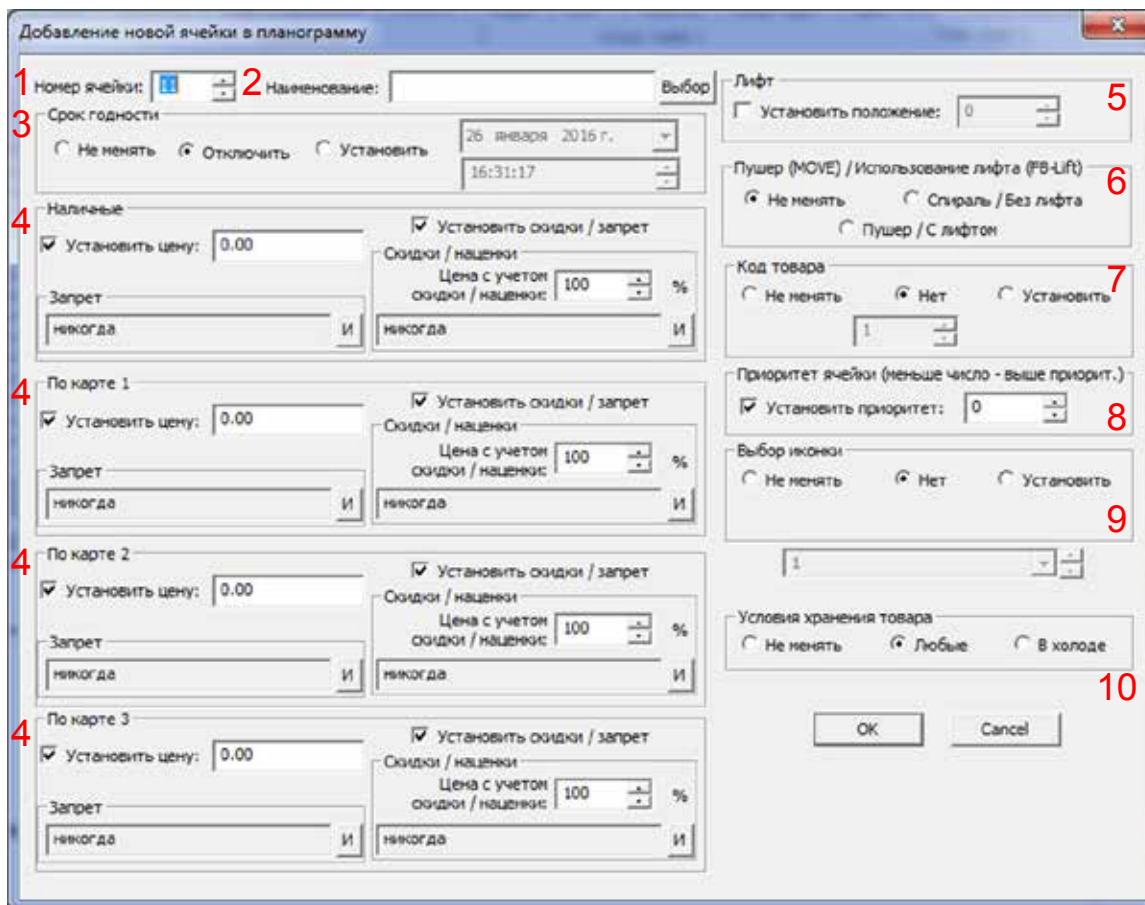 Добавление новой ячейки в планограмму
1 Номер ячейки: 11 2 Наименование: Выбор
3 Срок годности
Не менять Отключить Установить 26 января 2016 г.
16:31:17
4 Наличные
Установить цену: 0.00 Установить скидки / запрет
Скидки / наценки
Цена с учетом скидки / наценки: 100 %
Запрет
никогда И никогда И
4 По карте 1
Установить цену: 0.00 Установить скидки / запрет
Скидки / наценки
Цена с учетом скидки / наценки: 100 %
Запрет
никогда И никогда И
4 По карте 2
Установить цену: 0.00 Установить скидки / запрет
Скидки / наценки
Цена с учетом скидки / наценки: 100 %
Запрет
никогда И никогда И
4 По карте 3
Установить цену: 0.00 Установить скидки / запрет
Скидки / наценки
Цена с учетом скидки / наценки: 100 %
Запрет
никогда И никогда И
Лифт 5
Установить положение: 0
Пушер (MOVE) / Использование лифта (FB-Lift) 6
Не менять Спираль / Без лифта
Пушер / С лифтом
Код товара 7
Не менять Нет Установить
1
Приоритет ячейки (меньше число - выше приорит.)
Установить приоритет: 0 8
Выбор иконки
Не менять Нет Установить
9
1
Условия хранения товара
Не менять Любые В холоде
10
OK Cancel